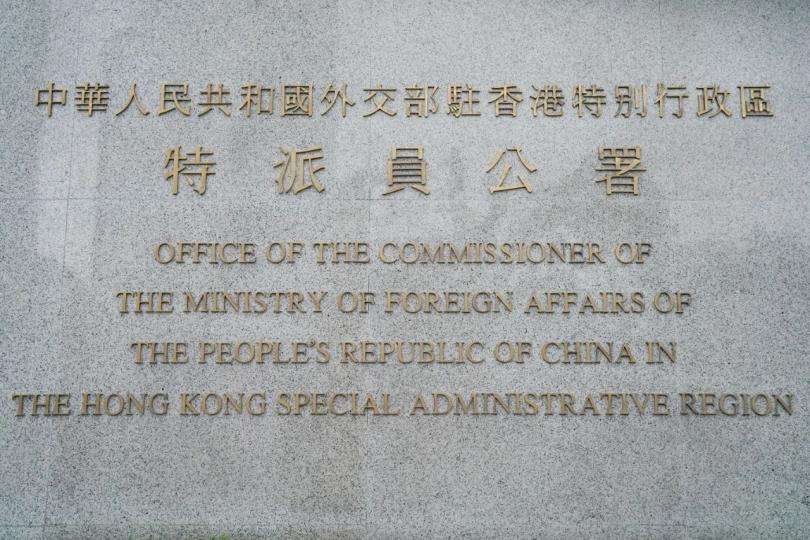 中華人民共和國外交部駐香港特別行政區
特派員公署
OFFICE OF THE COMMISSIONER OF
THE MINISTRY OF FOREIGN AFFAIRS OF
THE PEOPLE'S REPUBLIC OF CHINA IN
THE HONG KONG SPECIAL ADMINISTRATIVE REGION